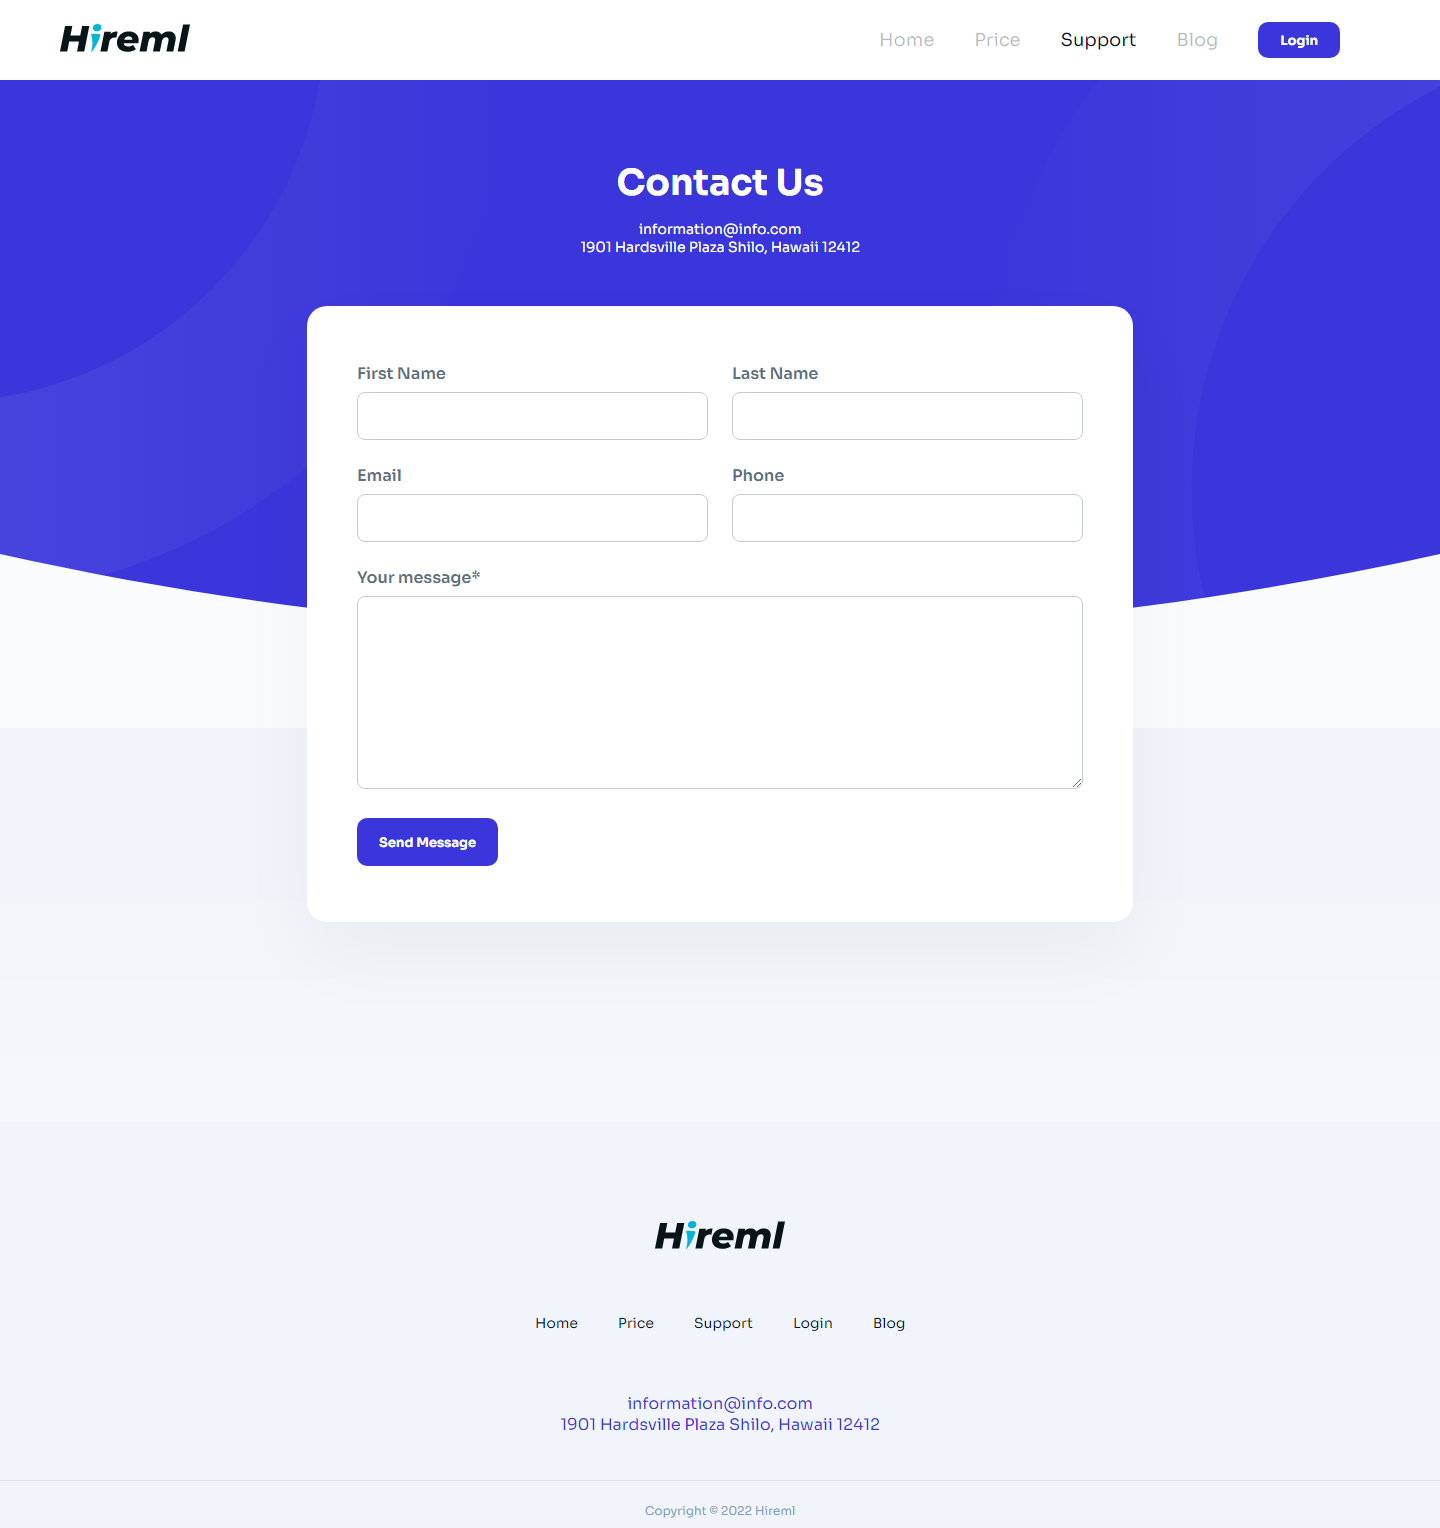 Hireml
Home Price Support Blog Login
Contact Us
information@info.com
1901 Hardsville Plaza Shilo, Hawaii 12412
First Name Last Name
Email Phone
Your message*
Send Message
Hireml
Home Price Support Login Blog
information@info.com
1901 Hardsville Plaza Shilo, Hawaii 12412
Copyright © 2022 Hireml